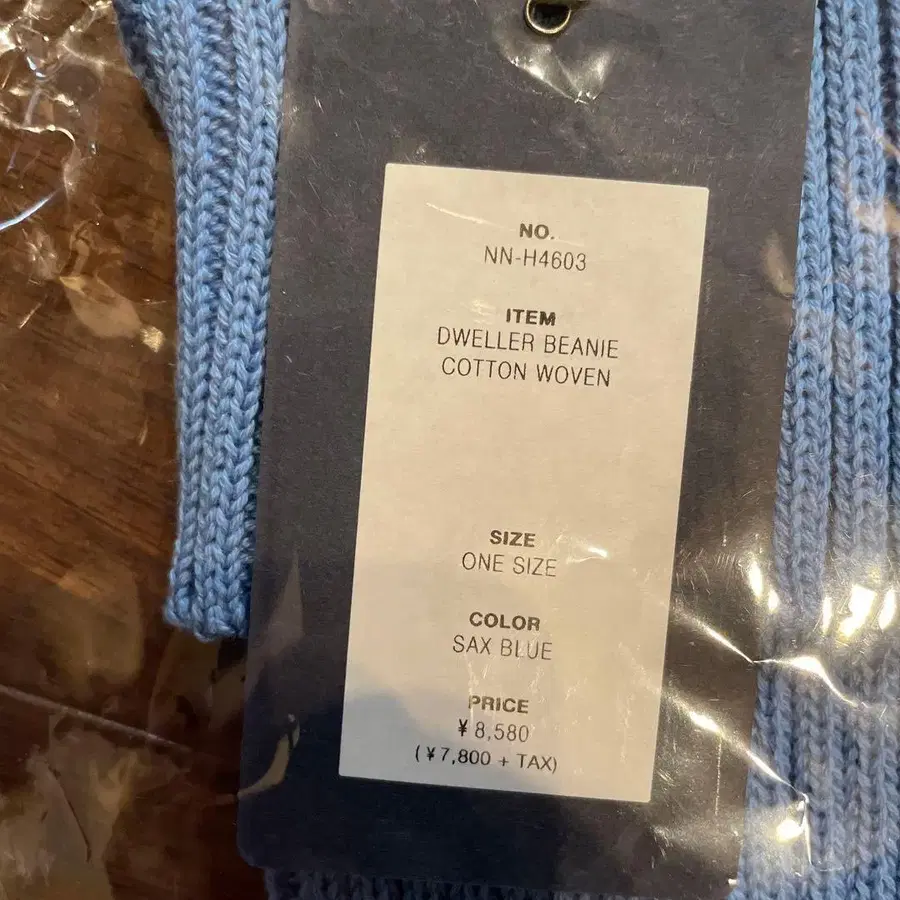 NO.
NN-H4603
ITEM
DWELLER BEANIE
COTTON WOVEN
SIZE
ONE SIZE
COLOR
SAX BLUE
PRICE
¥8,580
(¥7,800 + TAX)